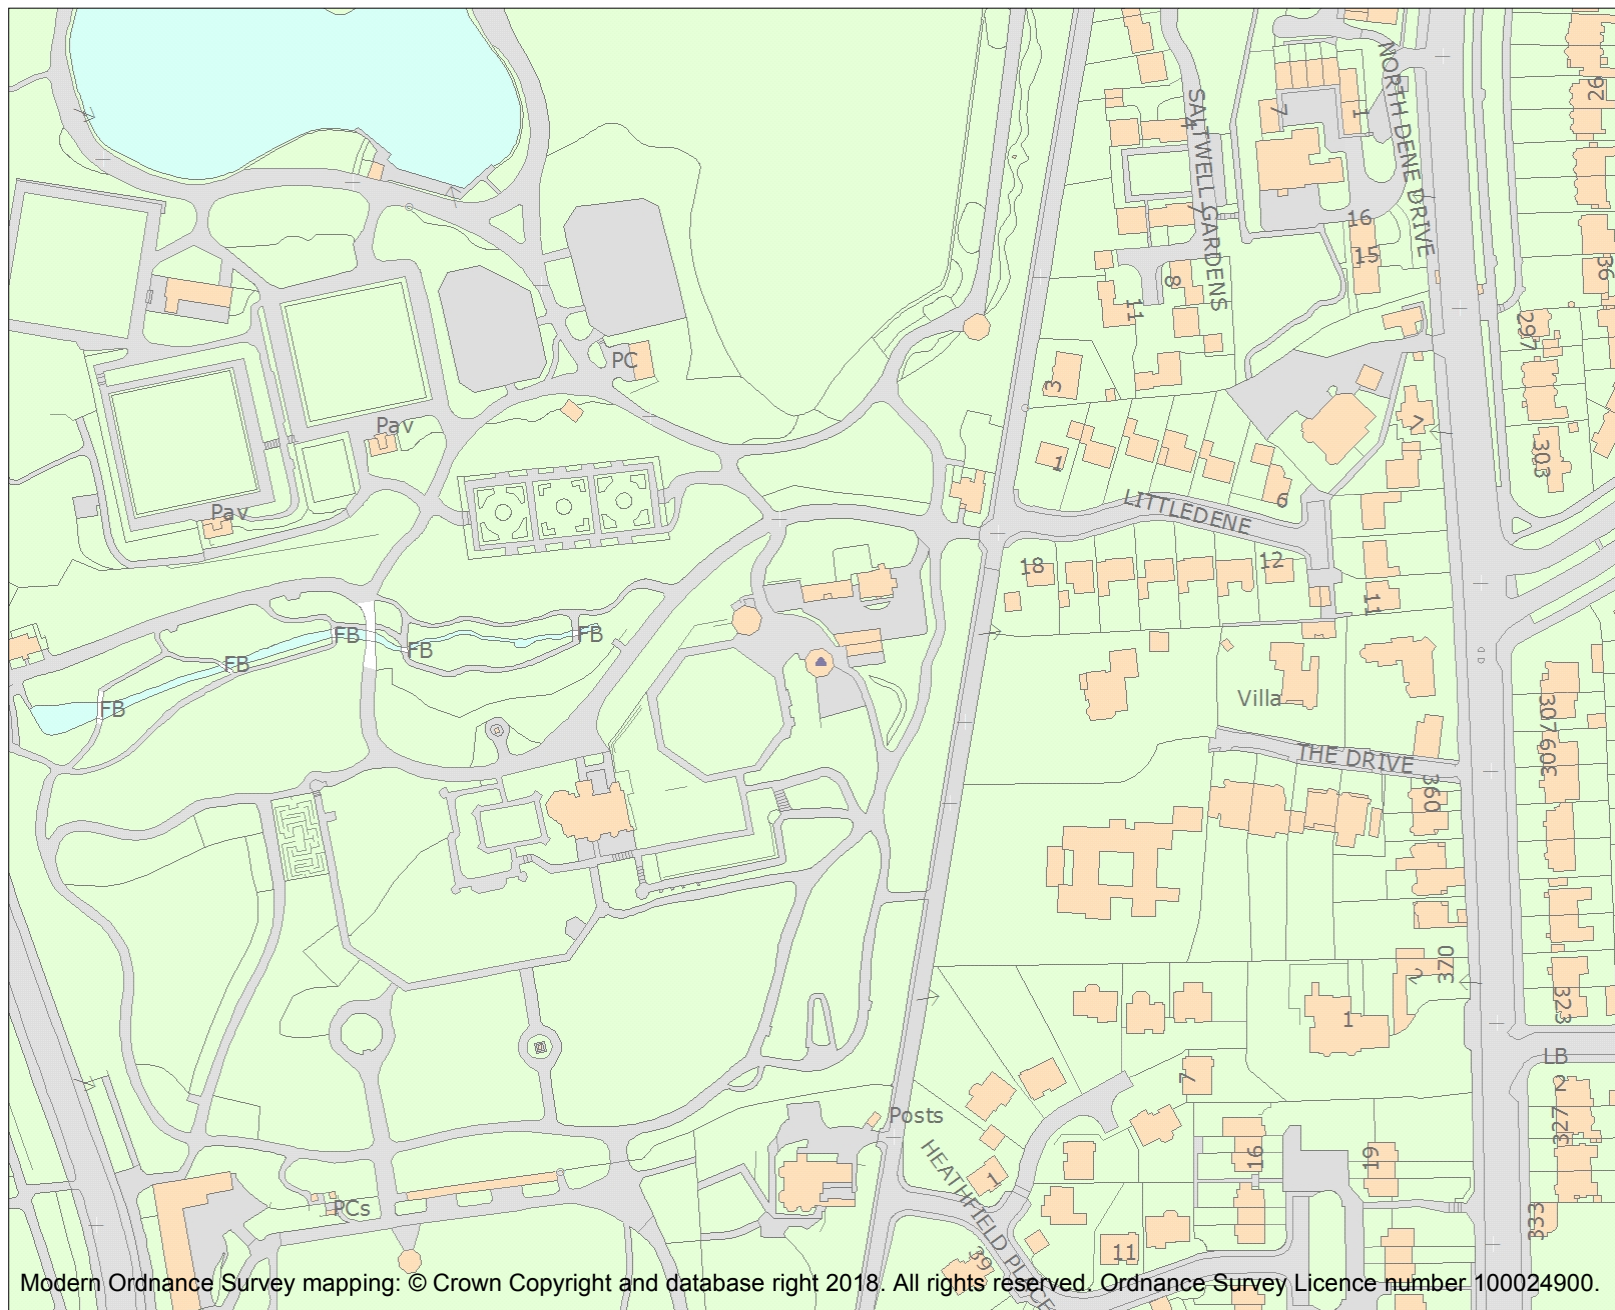 NORTH DENE DRIVE
SALTWELL GARDENS
26
7
1
4
7
16
15
36
8
11
297
PC
3
Pav
7
303
1
6
LITTLEDENE
Pav
18
12
11
FB
FB
FB
FB
FB
Villa
307
309
THE DRIVE
360
370
2
323
1
LB
2
7
Posts
327
HEATHFIELD PLACE
16
19
1
PCs
333
11
39
Modern Ordnance Survey mapping: © Crown Copyright and database right 2018. All rights reserved. Ordnance Survey Licence number 100024900.